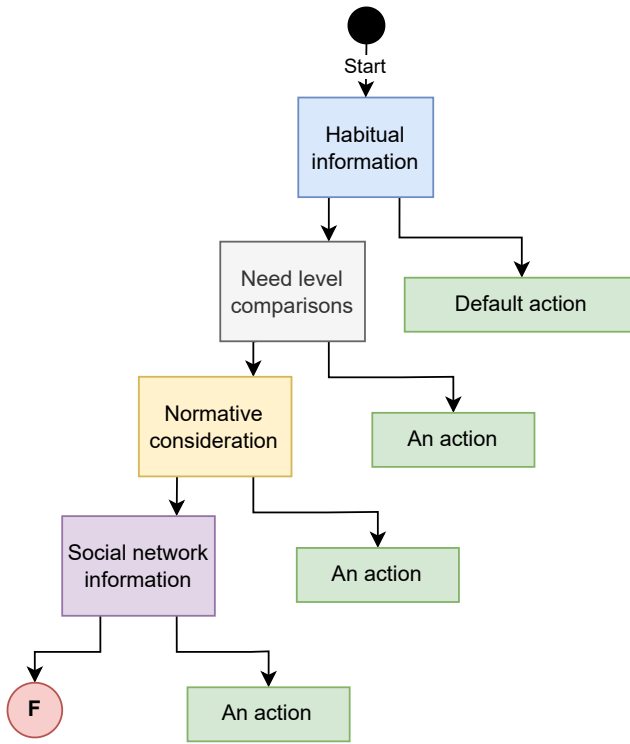 Start
Habitual
information
Need level
comparisons
Default action
Normative
consideration
An action
Social network
information
An action
F
An action